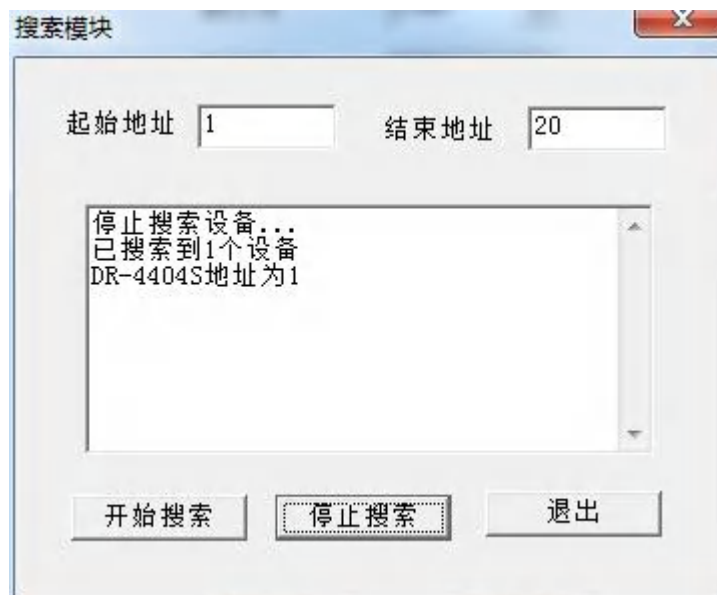 搜索模块
起始地址 1 结束地址 20
停止搜索设备...
已搜索到1个设备
DR-4404S地址为1
开始搜索 停止搜索 退出